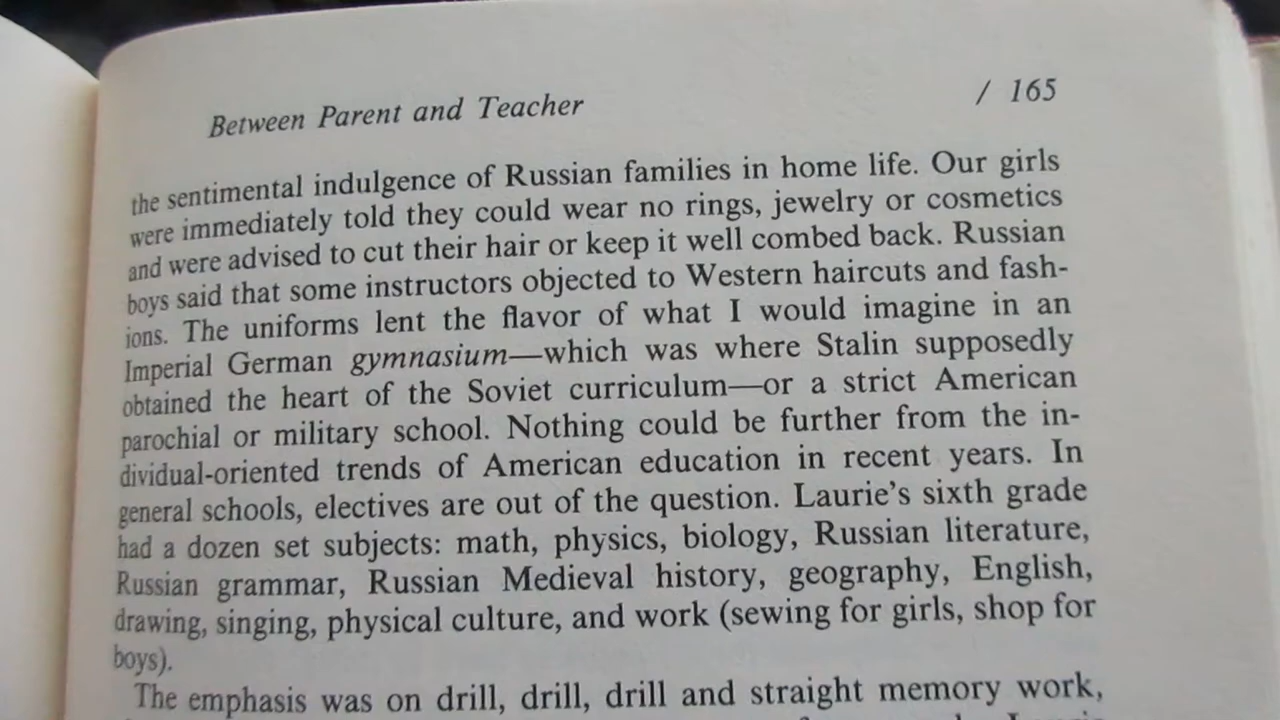 Between Parent and Teacher / 165
the sentimental indulgence of Russian families in home life. Our girls
were immediately told they could wear no rings, jewelry or cosmetics
and were advised to cut their hair or keep it well combed back. Russian
boys said that some instructors objected to Western haircuts and fash-
ions. The uniforms lent the flavor of what I would imagine in an
Imperial German gymnasium—which was where Stalin supposedly
obtained the heart of the Soviet curriculum—or a strict American
parochial or military school. Nothing could be further from the in-
dividual-oriented trends of American education in recent years. In
general schools, electives are out of the question. Laurie's sixth grade
had a dozen set subjects: math, physics, biology, Russian literature,
Russian grammar, Russian Medieval history, geography, English,
drawing, singing, physical culture, and work (sewing for girls, shop for
boys).
The emphasis was on drill, drill, drill and straight memory work,